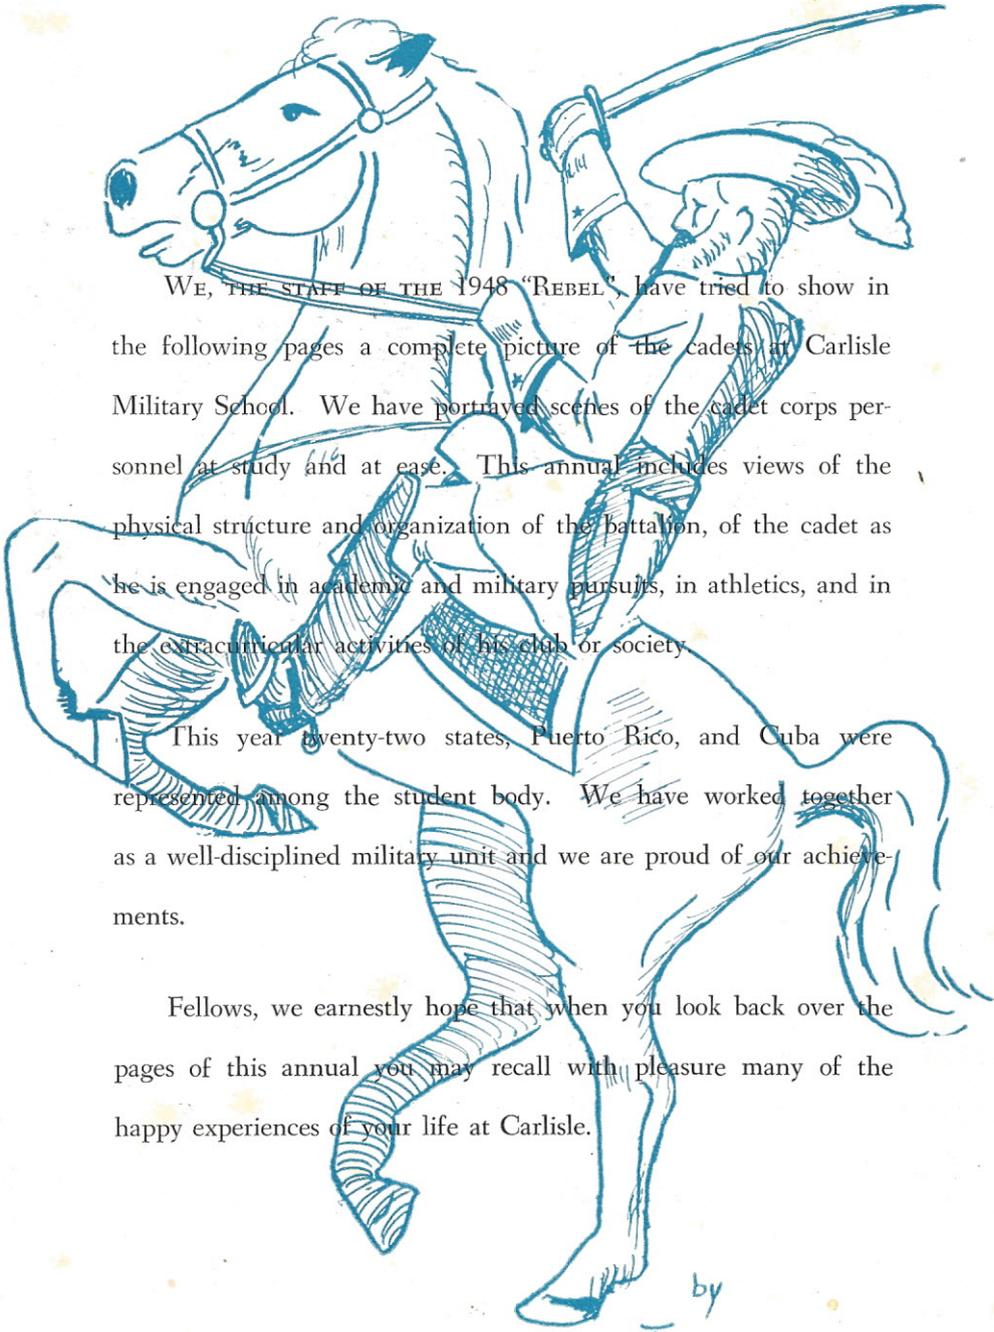 We, the staff of the 1948 "Rebel", have tried to show in
the following pages a complete picture of the cadets at Carlisle
Military School. We have portrayed scenes of the cadet corps per-
sonnel at study and at ease. This annual includes views of the
physical structure and organization of the battalion, of the cadet as
he is engaged in academic and military pursuits, in athletics, and in
the extracurricular activities of his club or society.
This year twenty-two states, Puerto Rico, and Cuba were
represented among the student body. We have worked together
as a well-disciplined military unit and we are proud of our achieve-
ments.
Fellows, we earnestly hope that when you look back over the
pages of this annual you may recall with pleasure many of the
happy experiences of your life at Carlisle.
by